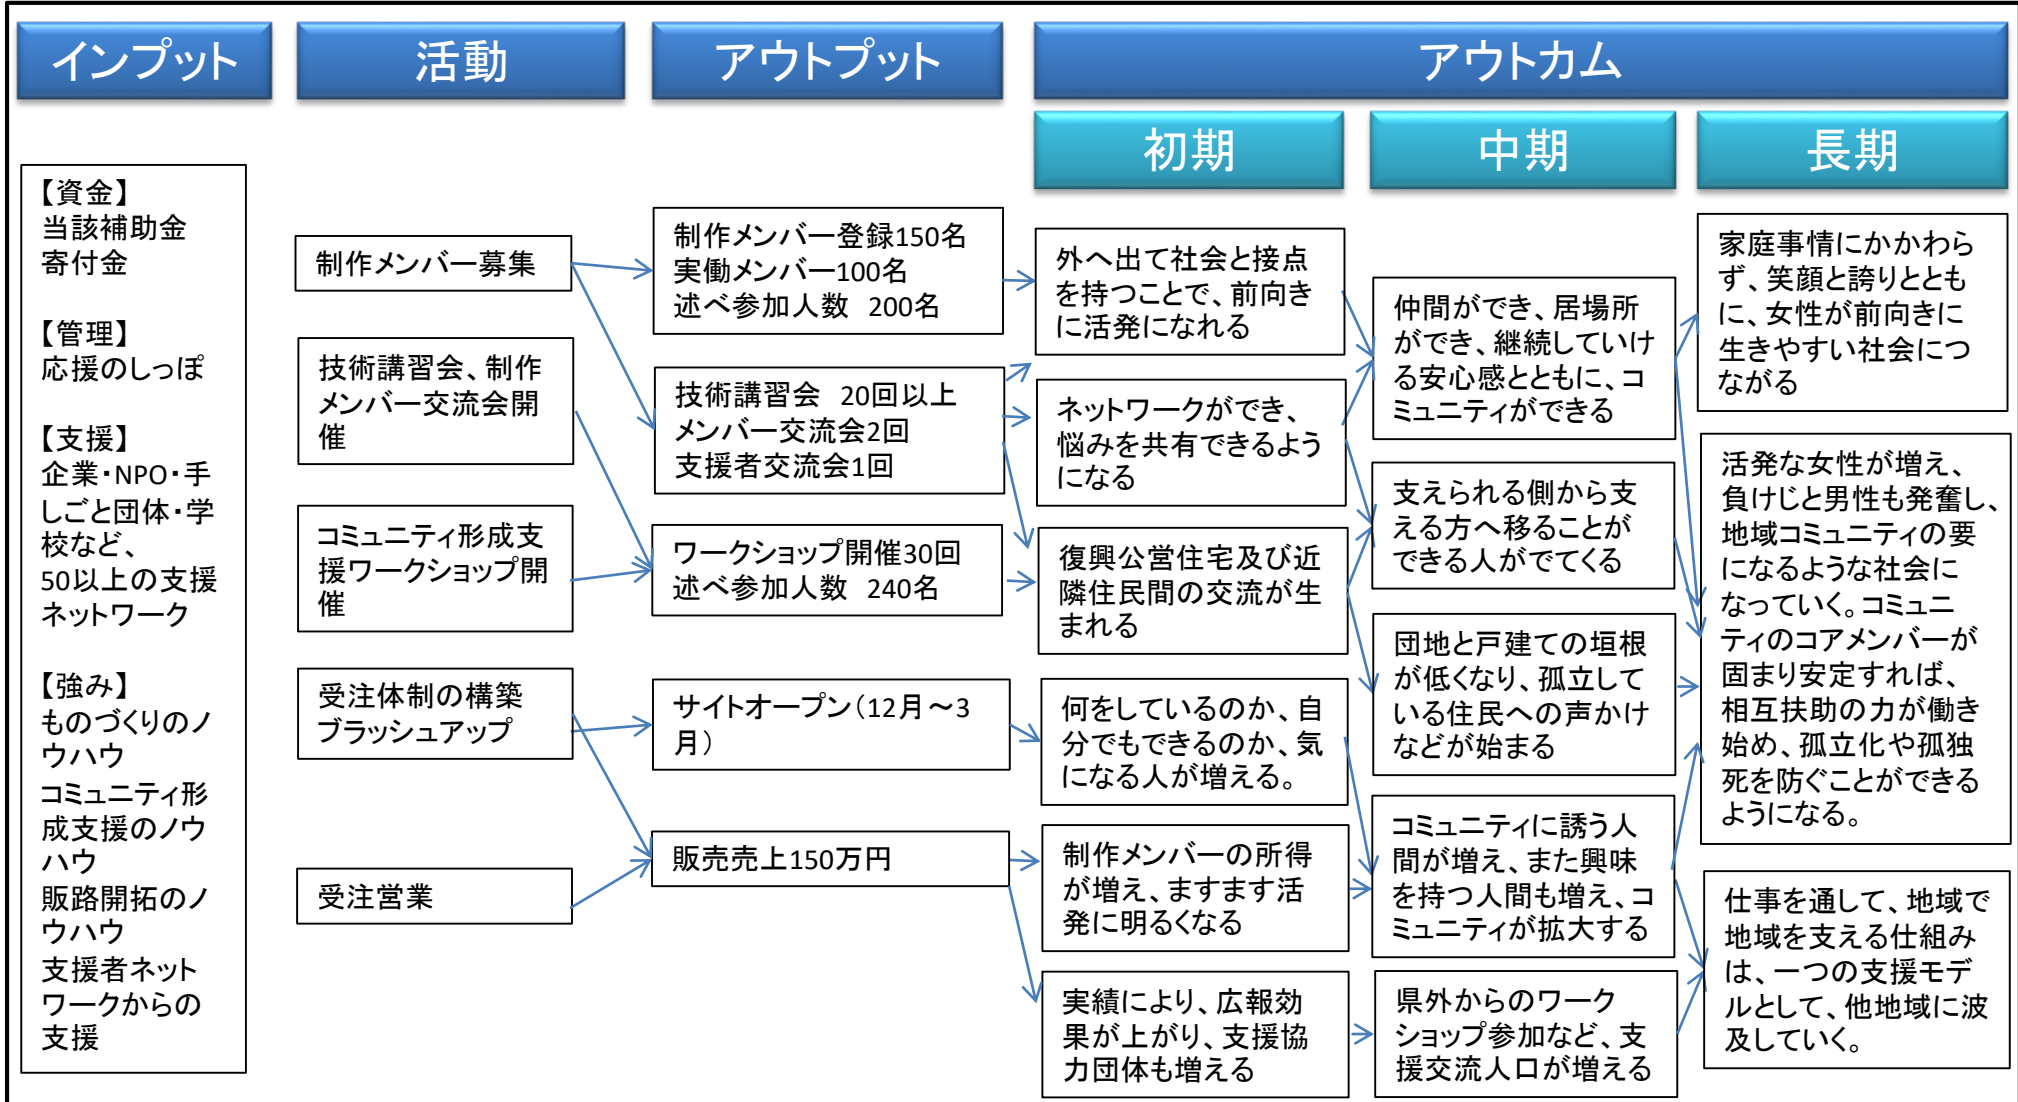 インプット
活動
アウトプット
アウトカム
初期
中期
長期
【資金】
当該補助金
寄付金
【管理】
応援のしっぽ
【支援】
企業・NPO・手
しごと団体・学
校など、
50以上の支援
ネットワーク
【強み】
ものづくりのノ
ウハウ
コミュニティ形
成支援のノウ
ハウ
販路開拓のノ
ウハウ
支援者ネット
ワークからの
支援
制作メンバー募集
技術講習会、制作
メンバー交流会開
催
コミュニティ形成支
援ワークショップ開
催
受注体制の構築
ブラッシュアップ
受注営業
制作メンバー登録150名
実働メンバー100名
述べ参加人数　200名
技術講習会　20回以上
メンバー交流会2回
支援者交流会1回
ワークショップ開催30回
述べ参加人数　240名
サイトオープン（12月～3
月）
販売売上150万円
外へ出て社会と接点
を持つことで、前向き
に活発になれる
ネットワークができ、
悩みを共有できるよう
になる
復興公営住宅及び近
隣住民間の交流が生
まれる
何をしているのか、自
分でもできるのか、気
になる人が増える。
制作メンバーの所得
が増え、ますます活
発に明るくなる
実績により、広報効
果が上がり、支援協
力団体も増える
仲間ができ、居場所
ができ、継続していけ
る安心感とともに、コ
ミュニティができる
支えられる側から支
える方へ移ることが
できる人がでてくる
団地と戸建ての垣根
が低くなり、孤立して
いる住民への声かけ
などが始まる
コミュニティに誘う人
間が増え、また興味
を持つ人間も増え、コ
ミュニティが拡大する
県外からのワーク
ショップ参加など、支
援交流人口が増える
家庭事情にかかわら
ず、笑顔と誇りととも
に、女性が前向きに
生きやすい社会につ
ながる
活発な女性が増え、
負けじと男性も発奮し、
地域コミュニティの要
になるような社会に
なっていく。コミュニ
ティのコアメンバーが
固まり安定すれば、
相互扶助の力が働き
始め、孤立化や孤独
死を防ぐことができる
ようになる。
仕事を通して、地域で
地域を支える仕組み
は、一つの支援モデ
ルとして、他地域に波
及していく。